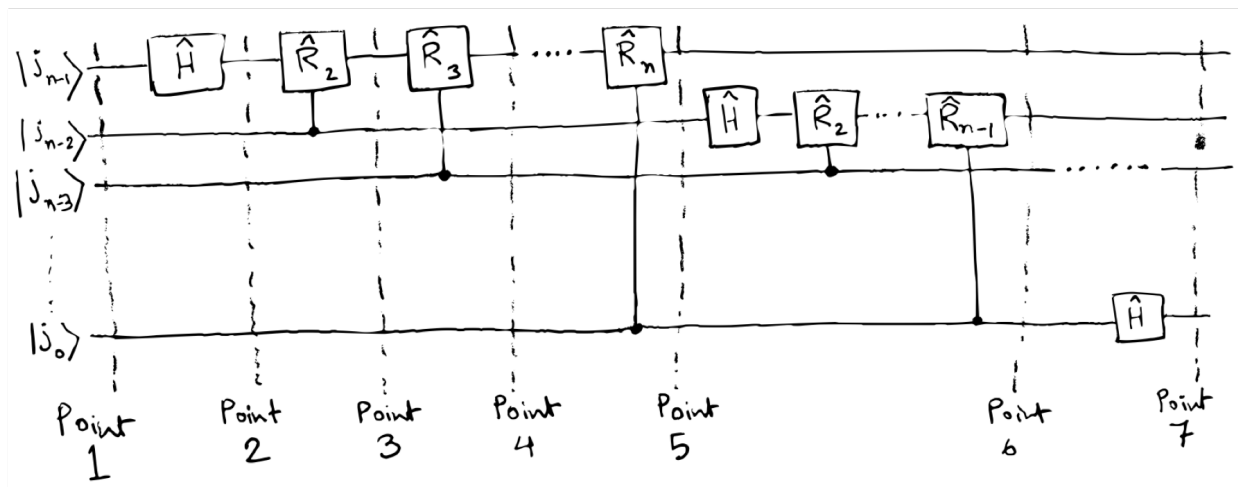 |j_{n-1}⟩ Ĥ R̂_2 R̂_3 ..... R̂_n
|j_{n-2}⟩ Ĥ R̂_2 ..... R̂_{n-1}
|j_{n-3}⟩ .......
|j_0⟩ Ĥ
Point 1 Point 2 Point 3 Point 4 Point 5 Point 6 Point 7